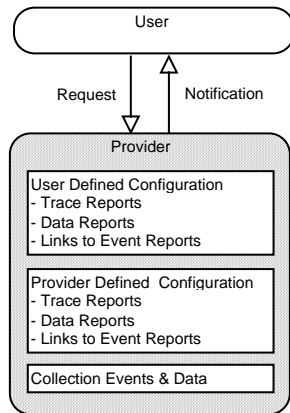 User
Request
Notification
Provider
User Defined Configuration
- Trace Reports
- Data Reports
- Links to Event Reports
Provider Defined Configuration
- Trace Reports
- Data Reports
- Links to Event Reports
Collection Events & Data